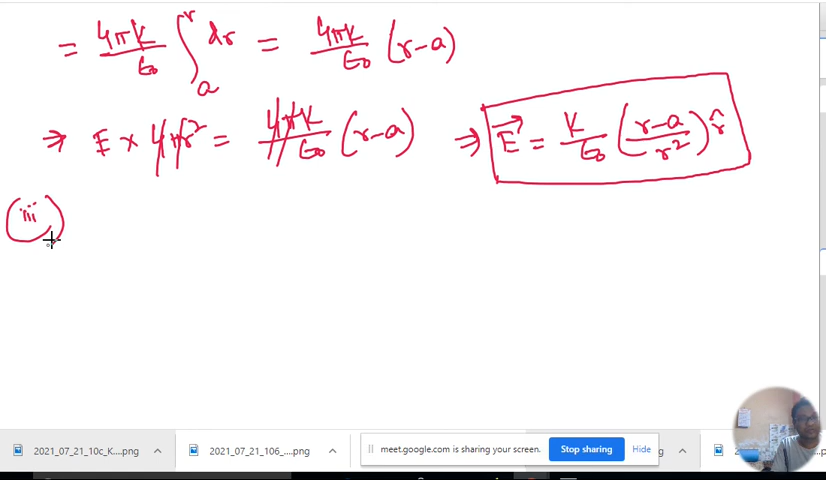 = 4πk/ϵ₀ ∫ₐʳ dr = 4πk/ϵ₀ (r-a)
⇒ E × 4πr² = 4πk/ϵ₀ (r-a) ⇒ E⃗ = k/ϵ₀ (r-a/r²) r̂
(iii)
2021_07_21_10c_K....png 2021_07_21_106_....png meet.google.com is sharing your screen. Stop sharing Hide